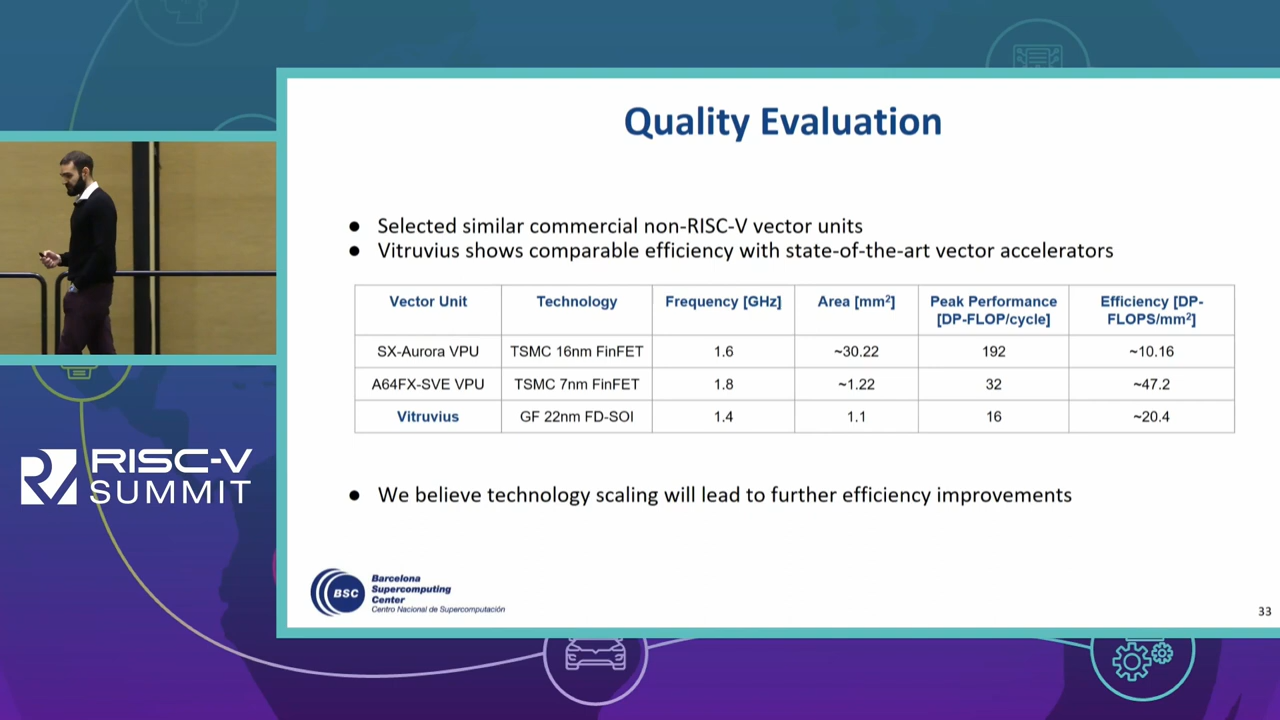 Quality Evaluation
● Selected similar commercial non-RISC-V vector units
● Vitruvius shows comparable efficiency with state-of-the-art vector accelerators
Vector Unit Technology Frequency [GHz] Area [mm²] Peak Performance [DP-FLOP/cycle] Efficiency [DP-FLOPS/mm²]
SX-Aurora VPU TSMC 16nm FinFET 1.6 ~30.22 192 ~10.16
A64FX-SVE VPU TSMC 7nm FinFET 1.8 ~1.22 32 ~47.2
Vitruvius GF 22nm FD-SOI 1.4 1.1 16 ~20.4
● We believe technology scaling will lead to further efficiency improvements
RISC-V
SUMMIT
BSC
Barcelona
Supercomputing
Center
Centro Nacional de Supercomputación
33